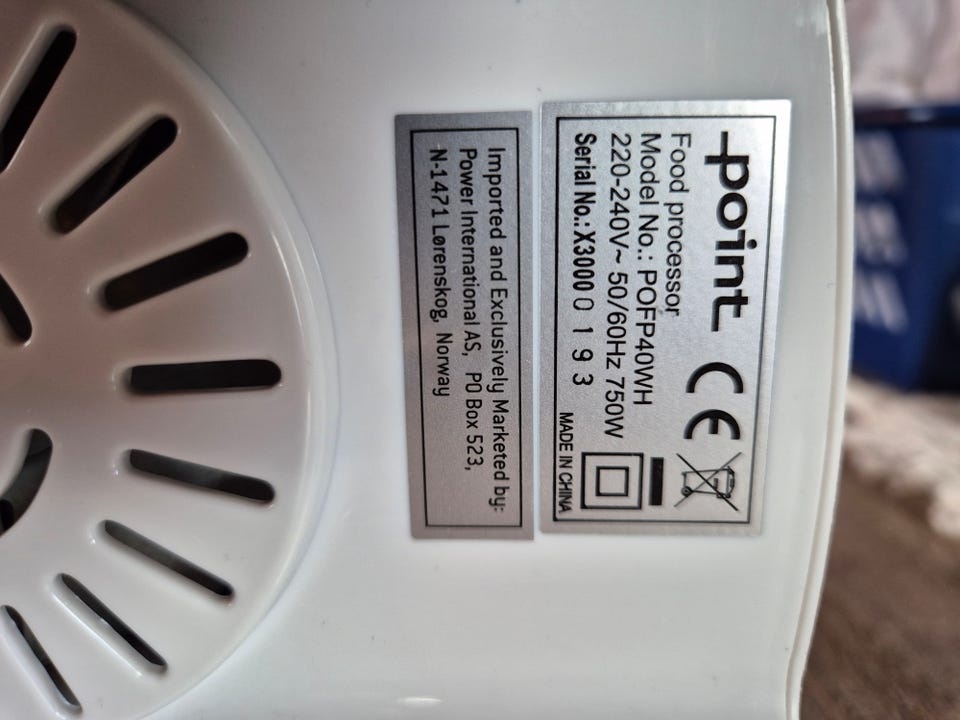 point CE
Food processor
Model No.: POFP40WH
220-240V~ 50/60Hz 750W
Serial No.: X3000 0 1 9 3
MADE IN CHINA
Imported and Exclusively Marketed by:
Power International AS, PO Box 523,
N-1471 Lørenskog, Norway